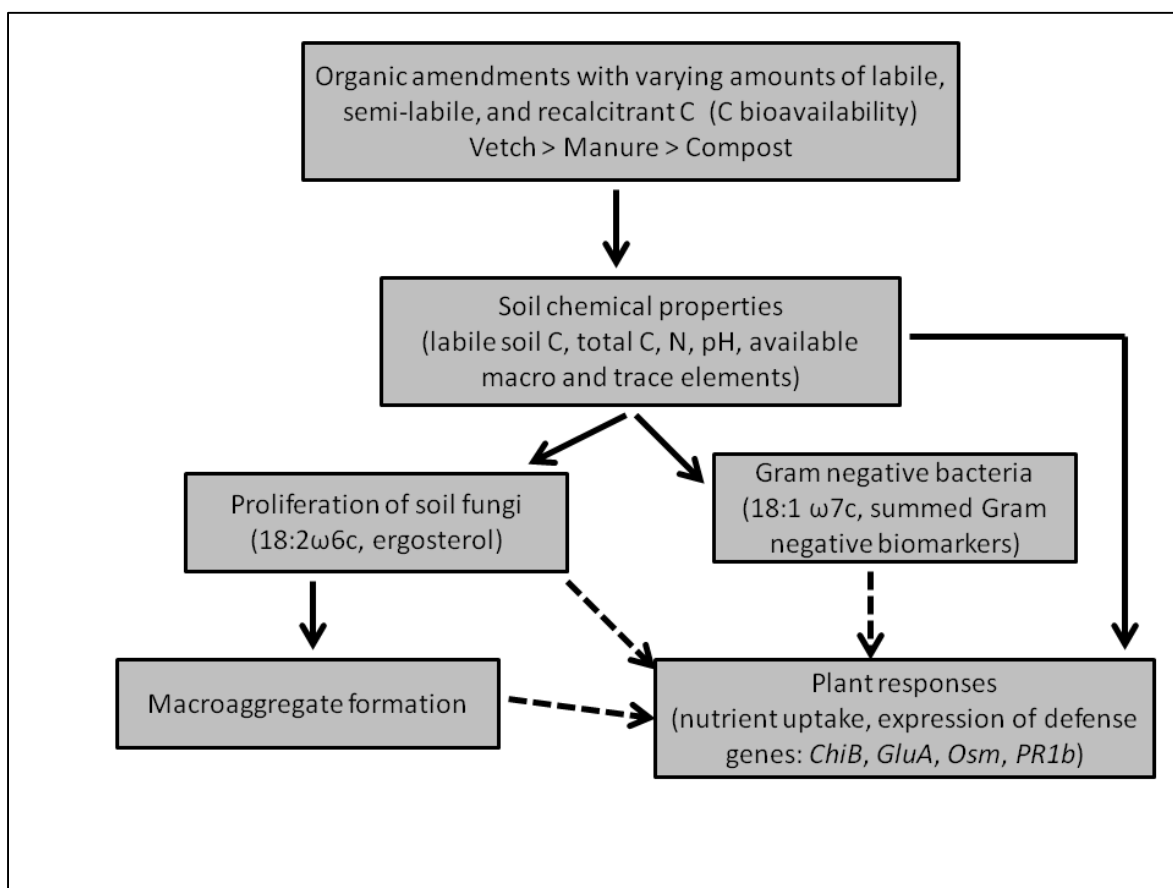 Organic amendments with varying amounts of labile,
semi-labile, and recalcitrant C  (C bioavailability)
Vetch > Manure > Compost
Soil chemical properties
(labile soil C, total C, N, pH, available
macro and trace elements)
Proliferation of soil fungi
(18:2ω6c, ergosterol)
Gram negative bacteria
(18:1 ω7c, summed Gram
negative biomarkers)
Macroaggregate formation
Plant responses
(nutrient uptake, expression of defense
genes: ChiB, GluA, Osm, PR1b)